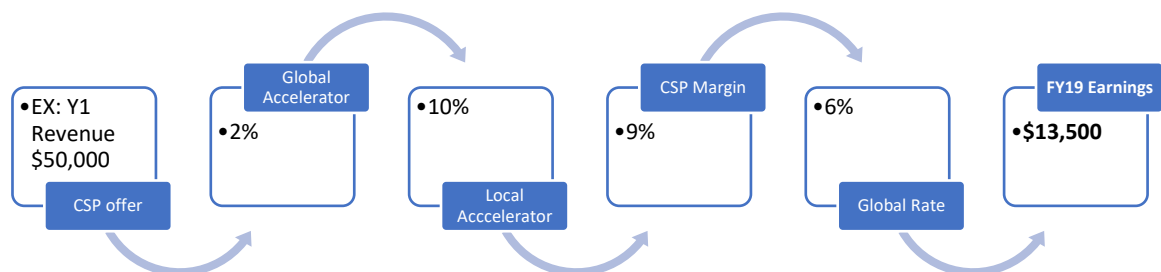 •EX: Y1
Revenue
$50,000
CSP offer
Global
Accelerator
•2%
•10%
Local
Acccelerator
CSP Margin
•9%
•6%
Global Rate
FY19 Earnings
•$13,500